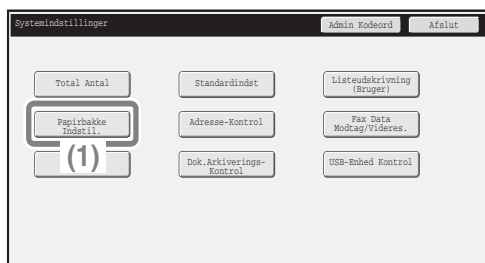 Systemindstillinger
Admin Kodeord
Afslut
Total Antal
Standardindst
Listeudskrivning
(Bruger)
Papirbakke
Indstil.
Adresse-Kontrol
Fax Data
Modtag/Videres.
(1)
Dok.Arkiverings-
Kontrol
USB-Enhed Kontrol